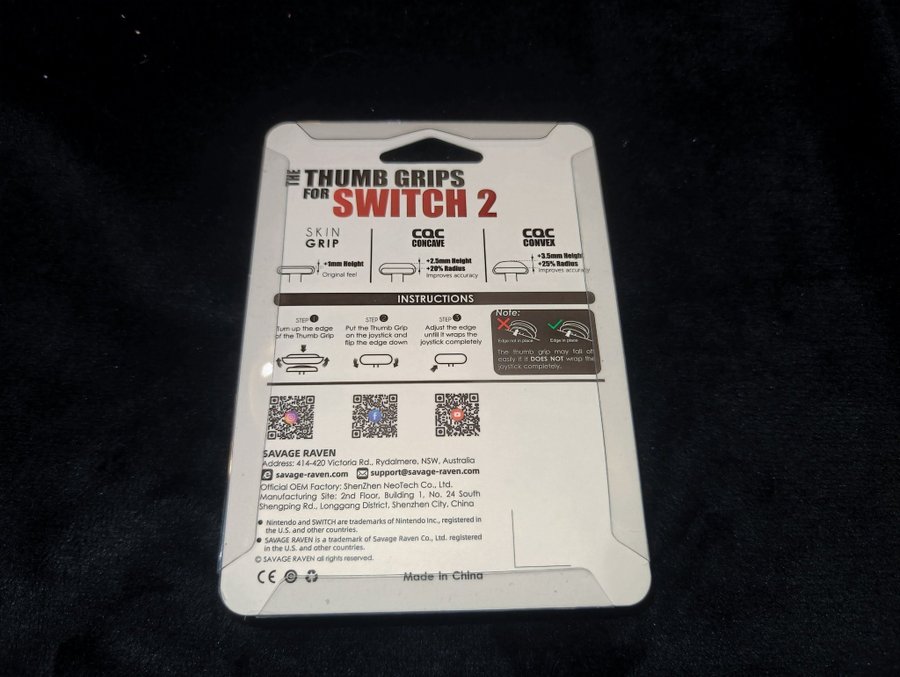 THE THUMB GRIPS
FOR SWITCH 2
SKIN
GRIP
+1mm Height
Original feel
CQC
CONCAVE
+2.5mm Height
+20% Radius
Improves accuracy
CQC
CONVEX
+3.5mm Height
+25% Radius
Improves accuracy
INSTRUCTIONS
STEP 1
Turn up the edge
of the Thumb Grip
STEP 2
Put the Thumb Grip
on the joystick and
flip the edge down
STEP 3
Adjust the edge
untill it wraps the
joystick completely
Note:
Edge not in place
Edge in place
The thumb grip may fall off
easily if it DOES NOT wrap the
joystick completely.
SAVAGE RAVEN
Address: 414-420 Victoria Rd., Rydalmere, NSW, Australia
savage-raven.com support@savage-raven.com
Official OEM Factory: ShenZhen NeoTech Co., Ltd.
Manufacturing Site: 2nd Floor, Building 1, No. 24 South
Shengping Rd., Longgang District, Shenzhen City, China
● Nintendo and SWITCH are trademarks of Nintendo Inc., registered in
the U.S. and other countries.
● SAVAGE RAVEN is a trademark of Savage Raven Co., Ltd. registered
in the U.S. and other countries.
© SAVAGE RAVEN all rights reserved.
CE
Made in China